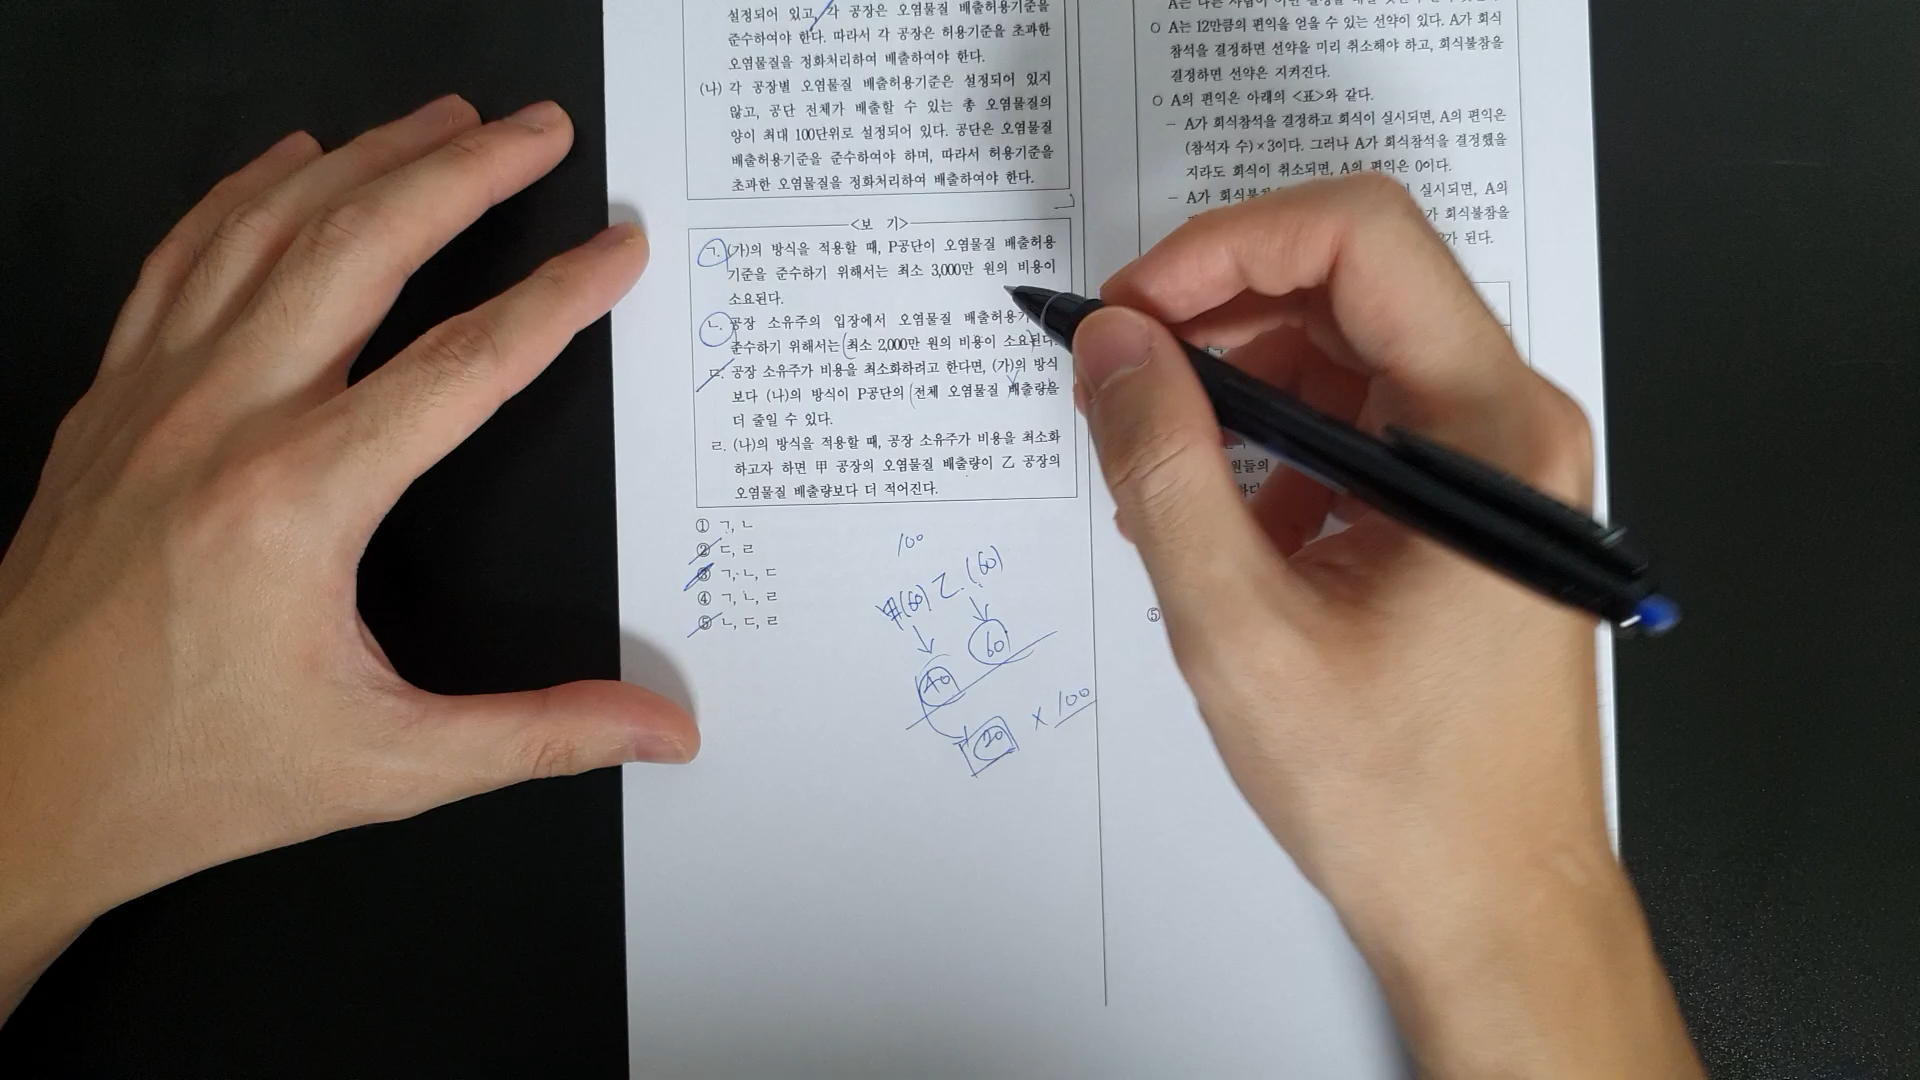 설정되어 있고, 각 공장은 오염물질 배출허용기준을
준수하여야 한다. 따라서 각 공장은 허용기준을 초과한
오염물질을 정화처리하여 배출하여야 한다.
(나) 각 공장별 오염물질 배출허용기준은 설정되어 있지
않고, 공단 전체가 배출할 수 있는 총 오염물질의
양이 최대 100단위로 설정되어 있다. 공단은 오염물질
배출허용기준을 준수하여야 하며, 따라서 허용기준을
초과한 오염물질을 정화처리하여 배출하여야 한다.
<보 기>
ㄱ. (가)의 방식을 적용할 때, P공단이 오염물질 배출허용
기준을 준수하기 위해서는 최소 3,000만 원의 비용이
소요된다.
ㄴ. 공장 소유주의 입장에서 오염물질 배출허용기
준수하기 위해서는 최소 2,000만 원의 비용이 소요된다.
ㄷ. 공장 소유주가 비용을 최소화하려고 한다면, (가)의 방식
보다 (나)의 방식이 P공단의 전체 오염물질 배출량을
더 줄일 수 있다.
ㄹ. (나)의 방식을 적용할 때, 공장 소유주가 비용을 최소화
하고자 하면 甲 공장의 오염물질 배출량이 乙 공장의
오염물질 배출량보다 더 적어진다.
① ㄱ, ㄴ
② ㄷ, ㄹ
③ ㄱ, ㄴ, ㄷ
④ ㄱ, ㄴ, ㄹ
⑤ ㄴ, ㄷ, ㄹ
100
甲(60) 乙 (60)
40 60
20 × 100
○ A는 12만큼의 편익을 얻을 수 있는 선약이 있다. A가 회식
참석을 결정하면 선약을 미리 취소해야 하고, 회식불참을
결정하면 선약은 지켜진다.
○ A의 편익은 아래의 <표>와 같다.
- A가 회식참석을 결정하고 회식이 실시되면, A의 편익은
(참석자 수)×3이다. 그러나 A가 회식참석을 결정했을
지라도 회식이 취소되면, A의 편익은 0이다.
- A가 회식불 실시되면, A의
가 회식불참을
가 된다.
원들의
⑤